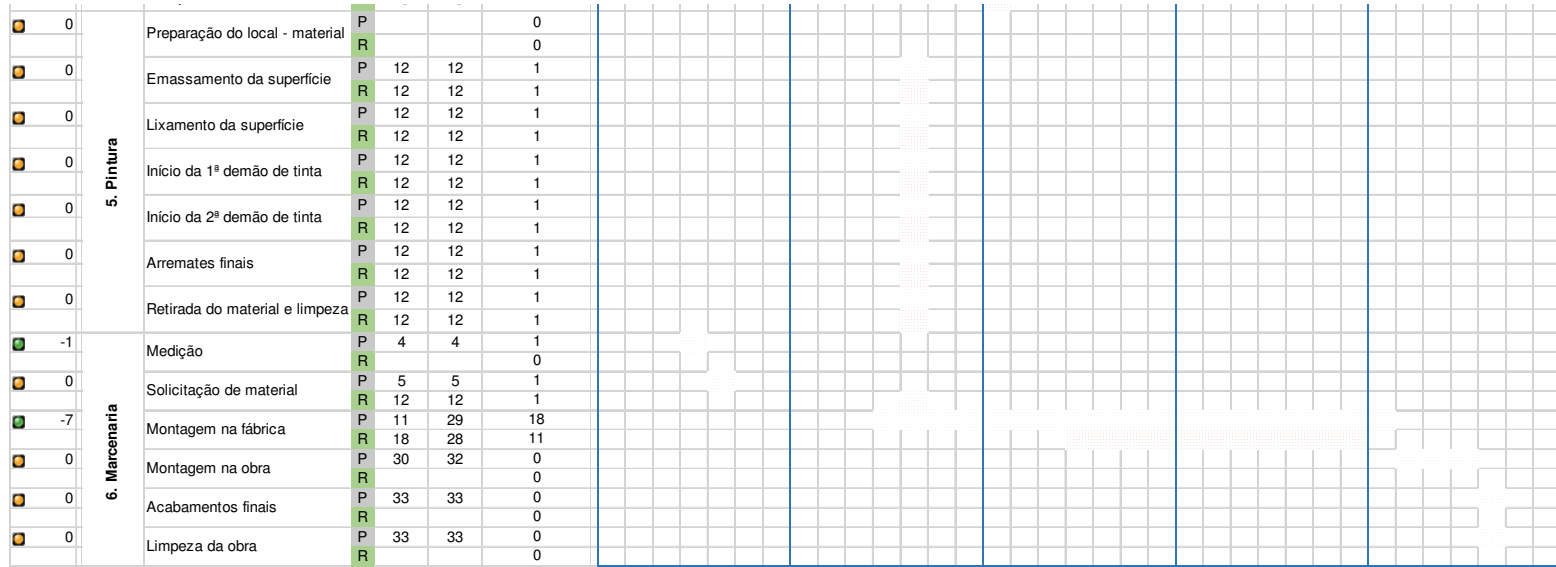 0 Preparação do local - material P 0
R 0
0 Emassamento da superfície P 12 12 1
R 12 12 1
0 Lixamento da superfície P 12 12 1
R 12 12 1
5. Pintura
0 Início da 1ª demão de tinta P 12 12 1
R 12 12 1
0 Início da 2ª demão de tinta P 12 12 1
R 12 12 1
0 Arremates finais P 12 12 1
R 12 12 1
0 Retirada do material e limpeza P 12 12 1
R 12 12 1
-1 Medição P 4 4 1
R 0
0 Solicitação de material P 5 5 1
R 12 12 1
6. Marcenaria
-7 Montagem na fábrica P 11 29 18
R 18 28 11
0 Montagem na obra P 30 32 0
R 0
0 Acabamentos finais P 33 33 0
R 0
0 Limpeza da obra P 33 33 0
R 0